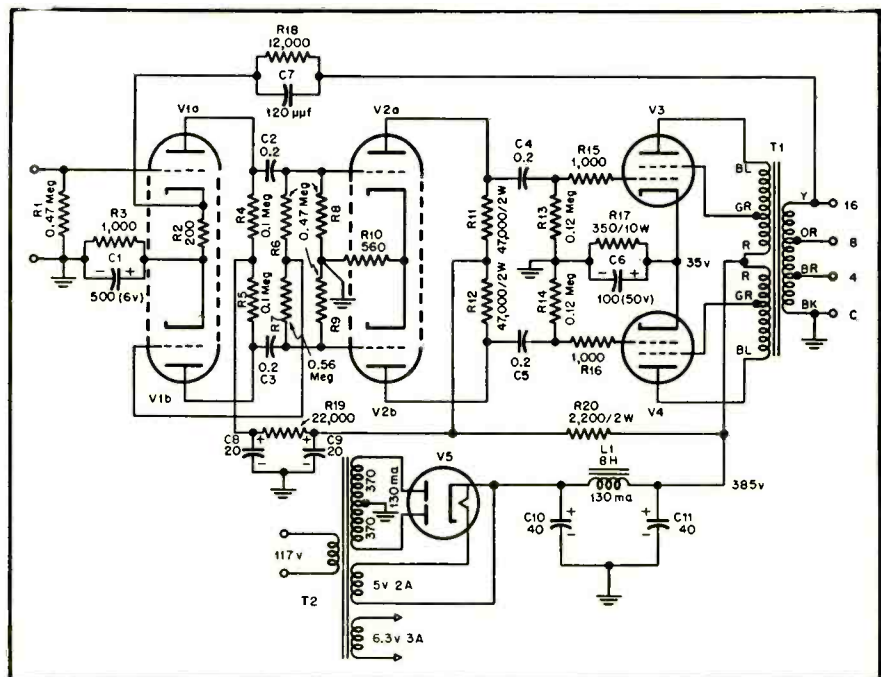 R18
12,000
C7
120 μμf
V1a
V2a
V3
C2
0.2
C4
0.2
R15
1,000
T1
BL
Y
16
R1
0.47 Meg
R3
1,000
C1
500 (6v)
R2
200
R4
0.1 Meg
R6
0.47 Meg
R8
R10
560
R11
47,000/2W
R13
0.12 Meg
R17
350/10W
C6
100 (50v)
35v
GR
R
R
GR
OR
8
BR
4
BK
C
R5
0.1 Meg
R7
R9
R12
47,000/2W
R14
0.12 Meg
0.2
C3
0.56
Meg
0.2
C5
1,000
R16
BL
V1b
V2b
V4
R19
22,000
R20
2,200/2W
C8
20
C9
20
V5
L1
8H
130 ma
385v
370
370
130 ma
C10
40
C11
40
117 v
T2
5v 2A
6.3v 3A